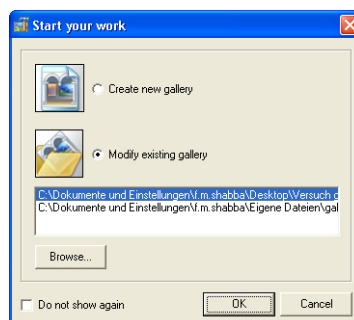 Start your work
Create new gallery
Modify existing gallery
C:\Dokumente und Einstellungen\f.m.shabba\Desktop\Versuch g
C:\Dokumente und Einstellungen\f.m.shabba\Eigene Dateien\gal
Browse...
Do not show again
OK
Cancel